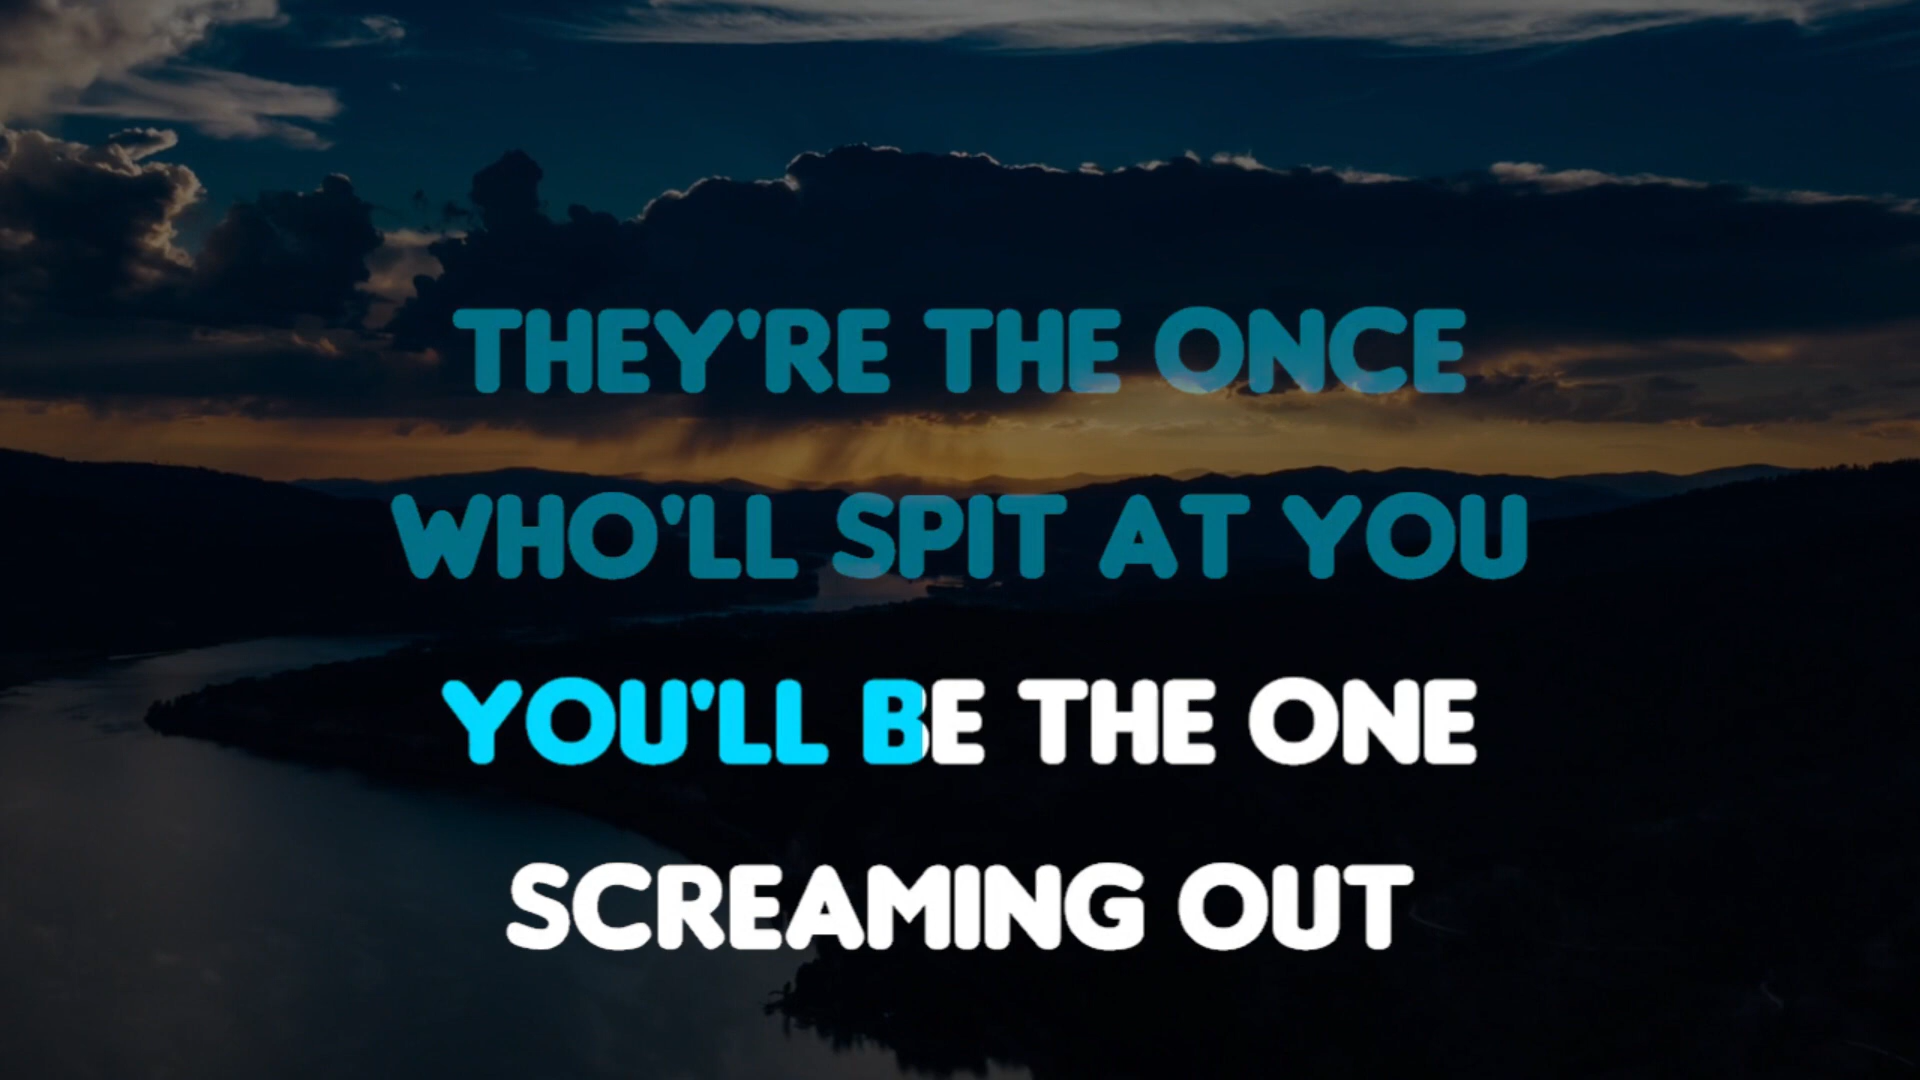 THEY'RE THE ONCE
WHO'LL SPIT AT YOU
YOU'LL BE THE ONE
SCREAMING OUT